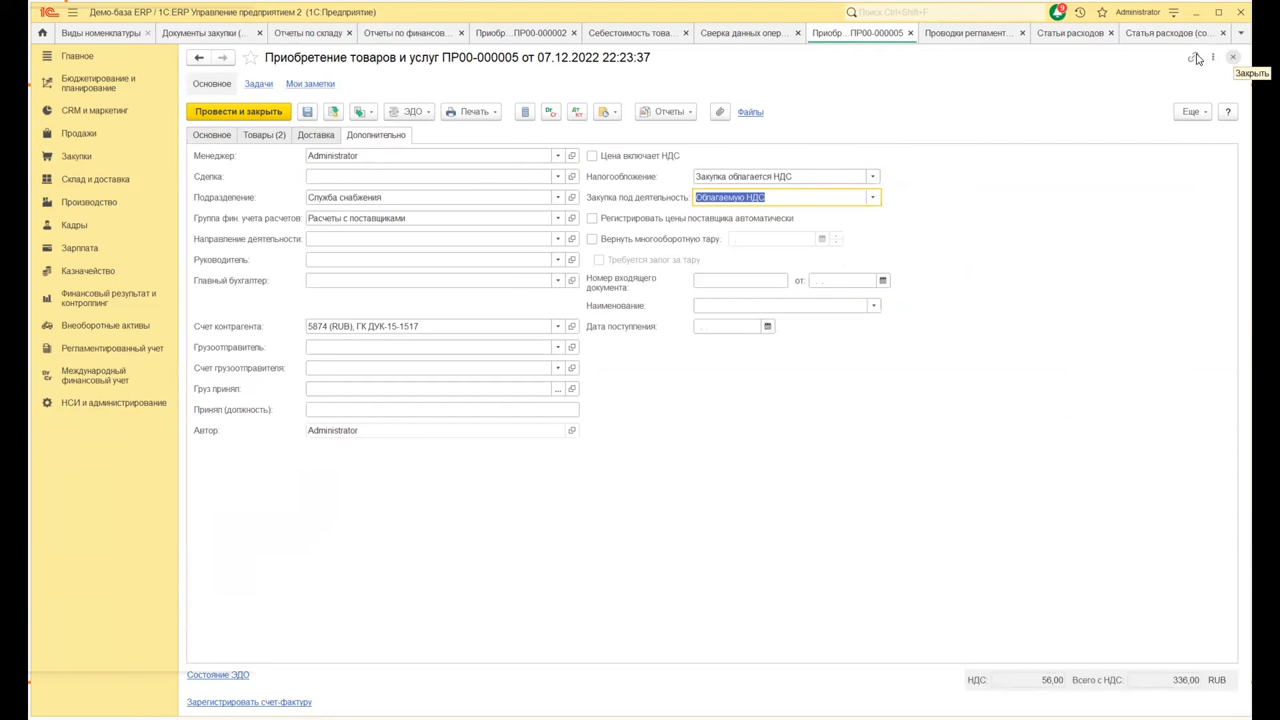 1С Демо-база ERP / 1С:ERP Управление предприятием 2 (1С:Предприятие) Поиск Ctrl+Shift+F Administrator
Виды номенклатуры × Документы закупки (... × Отчеты по складу × Отчеты по финансовом... × Приобр...ПР00-000002 × Себестоимость това... × Сверка данных опер... × Приобр...ПР00-000005 × Проводки регламент... × Статьи расходов × Статья расходов (со... ×
Главное
Бюджетирование и
планирование
CRM и маркетинг
Продажи
Закупки
Склад и доставка
Производство
Кадры
Зарплата
Казначейство
Финансовый результат и
контроллинг
Внеоборотные активы
Регламентированный учет
Международный
финансовый учет
НСИ и администрирование
Приобретение товаров и услуг ПР00-000005 от 07.12.2022 22:23:37
Закрыть
Основное Задачи Мои заметки
Провести и закрыть ЭДО Печать Отчеты Файлы Еще ?
Основное Товары (2) Доставка Дополнительно
Менеджер: Administrator Цена включает НДС
Сделка: Налогообложение: Закупка облагается НДС
Подразделение: Служба снабжения Закупка под деятельность: Облагаемую НДС
Группа фин. учета расчетов: Расчеты с поставщиками Регистрировать цены поставщика автоматически
Направление деятельности: Вернуть многооборотную тару:
Руководитель: Требуется залог за тару
Главный бухгалтер: Номер входящего
документа: от:
Наименование:
Счет контрагента: 5874 (RUB), ГК ДУК-15-1517 Дата поступления:
Грузоотправитель:
Счет грузоотправителя:
Груз принял: ...
Принял (должность):
Автор: Administrator
Состояние ЭДО НДС: 56,00 Всего с НДС: 336,00 RUB
Зарегистрировать счет-фактуру